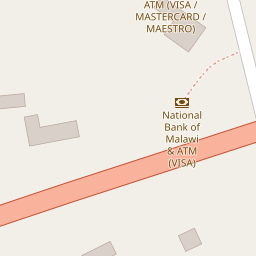 ATM (VISA /
MASTERCARD /
MAESTRO)
National
Bank of
Malawi
& ATM
(VISA)